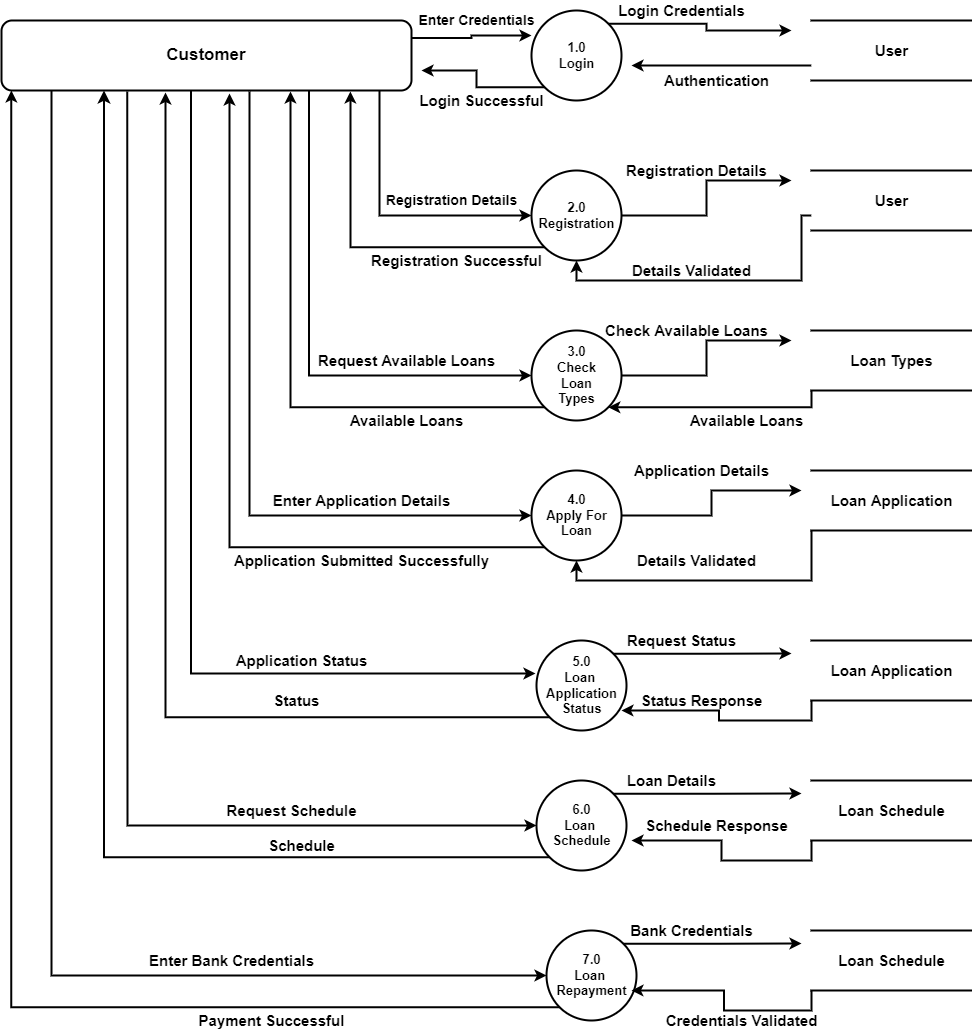 Customer
Enter Credentials
Login Successful
1.0
Login
Login Credentials
Authentication
User
Registration Details
Registration Successful
2.0
Registration
Registration Details
Details Validated
User
Request Available Loans
Available Loans
3.0
Check
Loan
Types
Check Available Loans
Available Loans
Loan Types
Enter Application Details
Application Submitted Successfully
4.0
Apply For
Loan
Application Details
Details Validated
Loan Application
Application Status
Status
5.0
Loan
Application
Status
Request Status
Status Response
Loan Application
Request Schedule
Schedule
6.0
Loan
Schedule
Loan Details
Schedule Response
Loan Schedule
Enter Bank Credentials
Payment Successful
7.0
Loan
Repayment
Bank Credentials
Credentials Validated
Loan Schedule